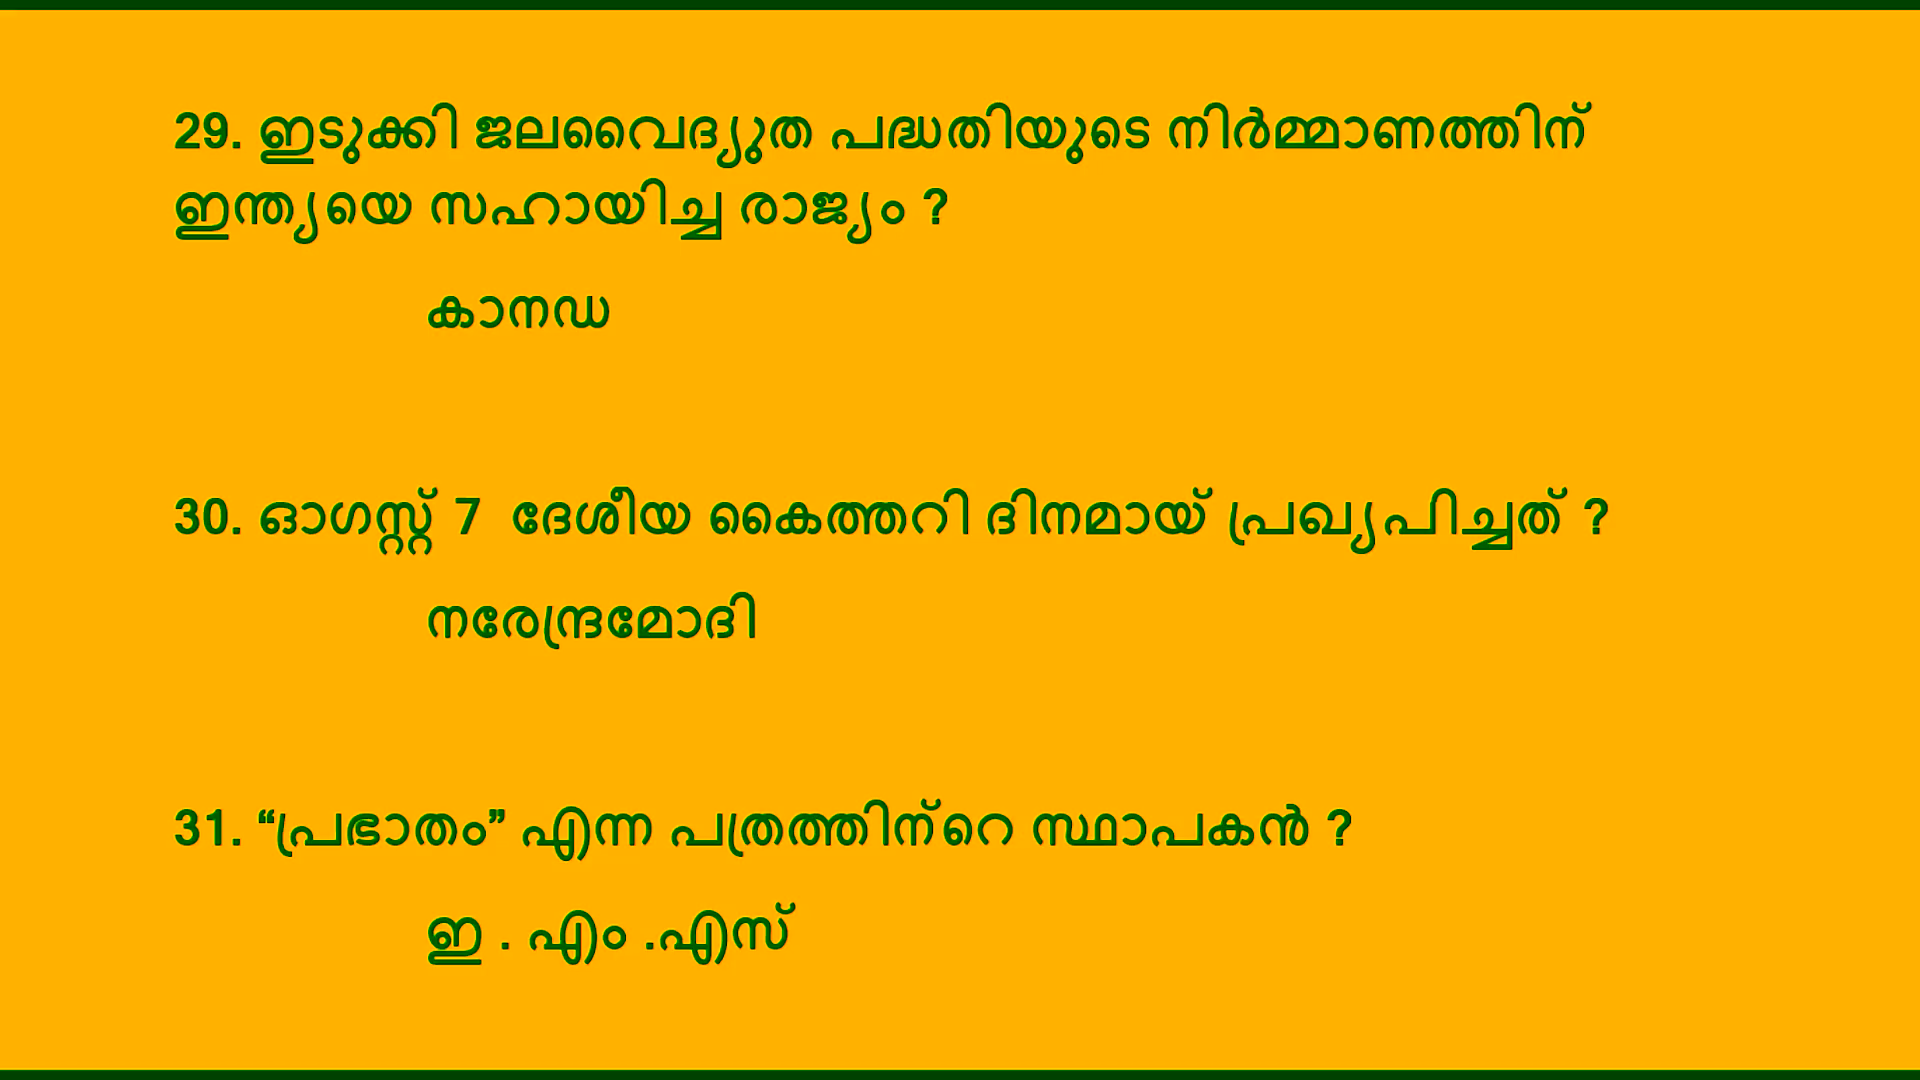 29. ഇടുക്കി ജലവൈദ്യുത പദ്ധതിയുടെ നിർമ്മാണത്തിന്
ഇന്ത്യയെ സഹായിച്ച രാജ്യം ?
കാനഡ
30. ഓഗസ്റ്റ് 7 ദേശീയ കൈത്തറി ദിനമായ് പ്രഖ്യപിച്ചത് ?
നരേന്ദ്രമോദി
31. “പ്രഭാതം” എന്ന പത്രത്തിന്റെ സ്ഥാപകൻ ?
ഇ . എം .എസ്